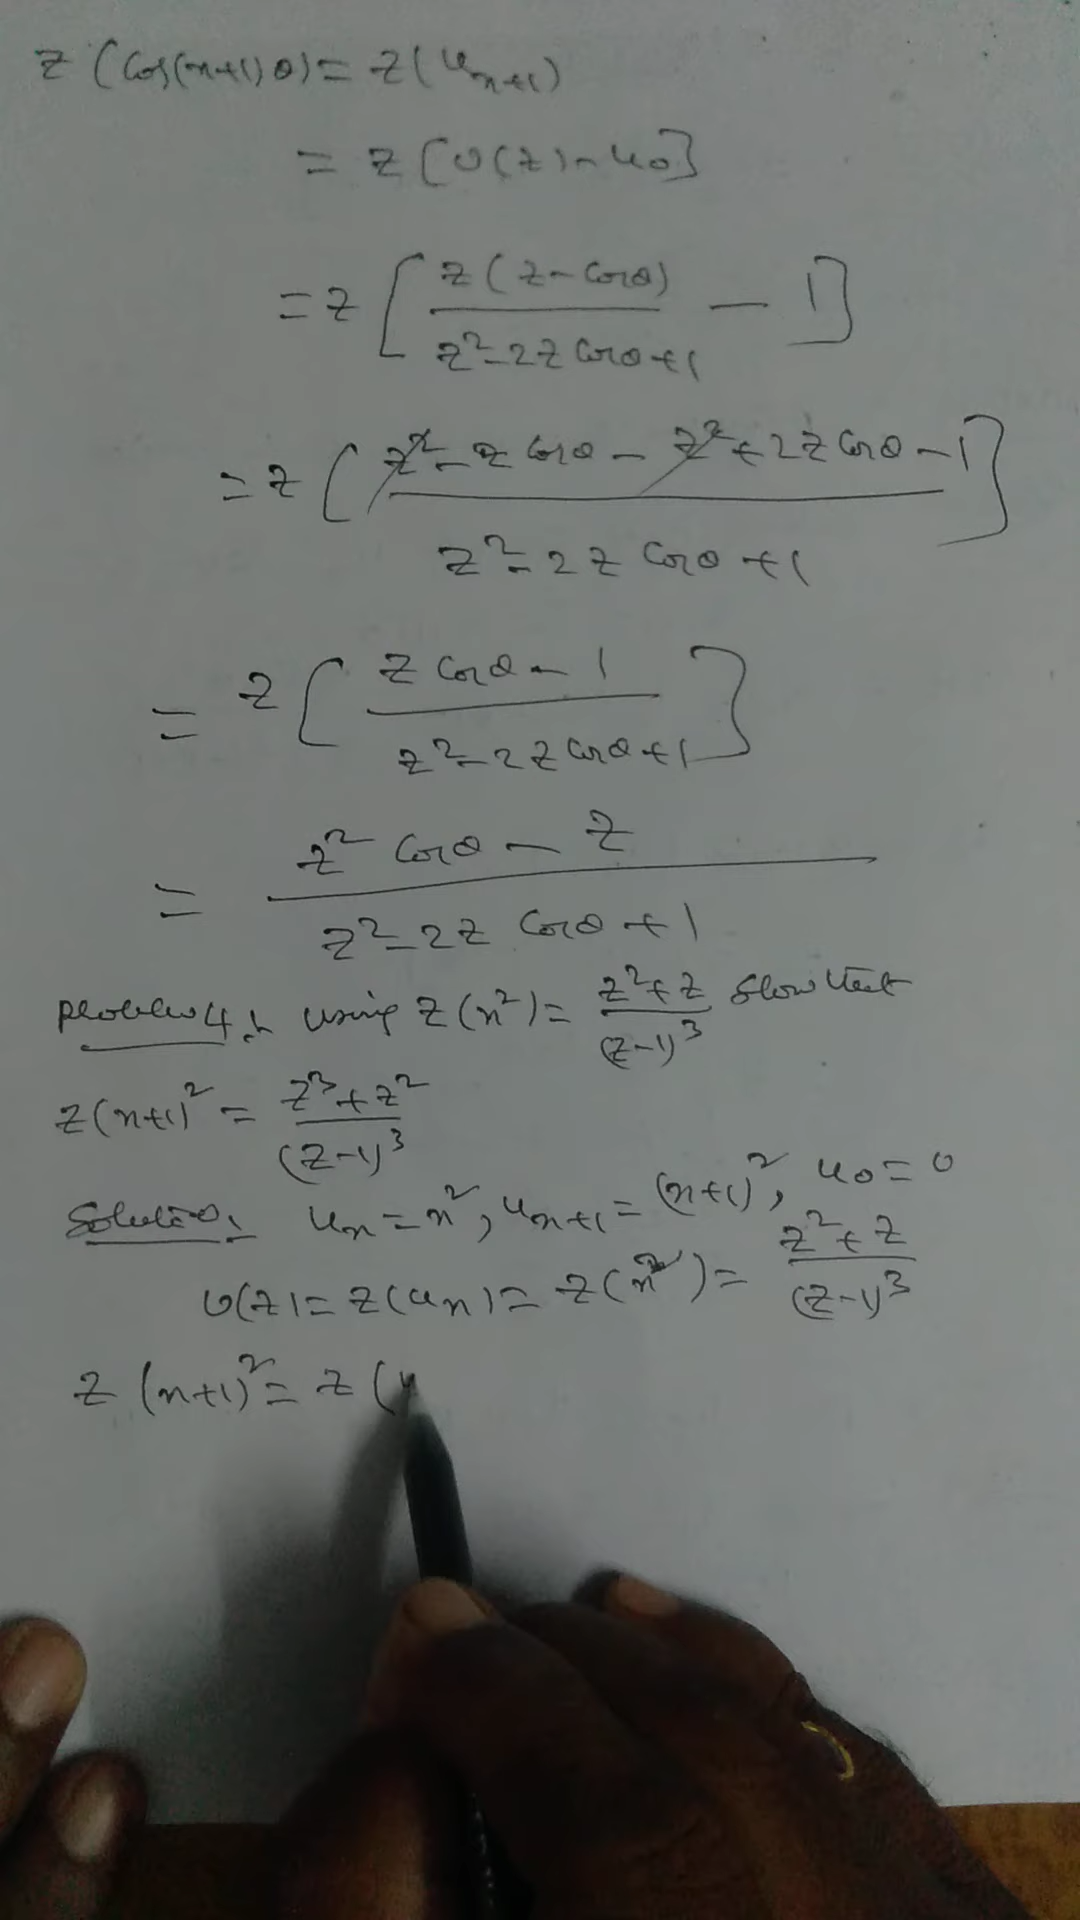 z (Cos(n+1)θ) = z(u_{n+1})
= z [U(z) - u₀]
= z [ z(z - Cosθ) / z² - 2z Cosθ + 1 - 1 ]
= z [ z² - z Cosθ - z² + 2z Cosθ - 1 / z² - 2z Cosθ + 1 ]
= z [ z Cosθ - 1 / z² - 2z Cosθ + 1 ]
= z² Cosθ - z / z² - 2z Cosθ + 1
Problem 4: using z(n²) = z² + z / (z-1)³ show that
z(n+1)² = z³ + z² / (z-1)³
Solution: u_n = n², u_{n+1} = (n+1)², u₀ = 0
U(z) = z(u_n) = z(n²) = z² + z / (z-1)³
z (n+1)² = z (u